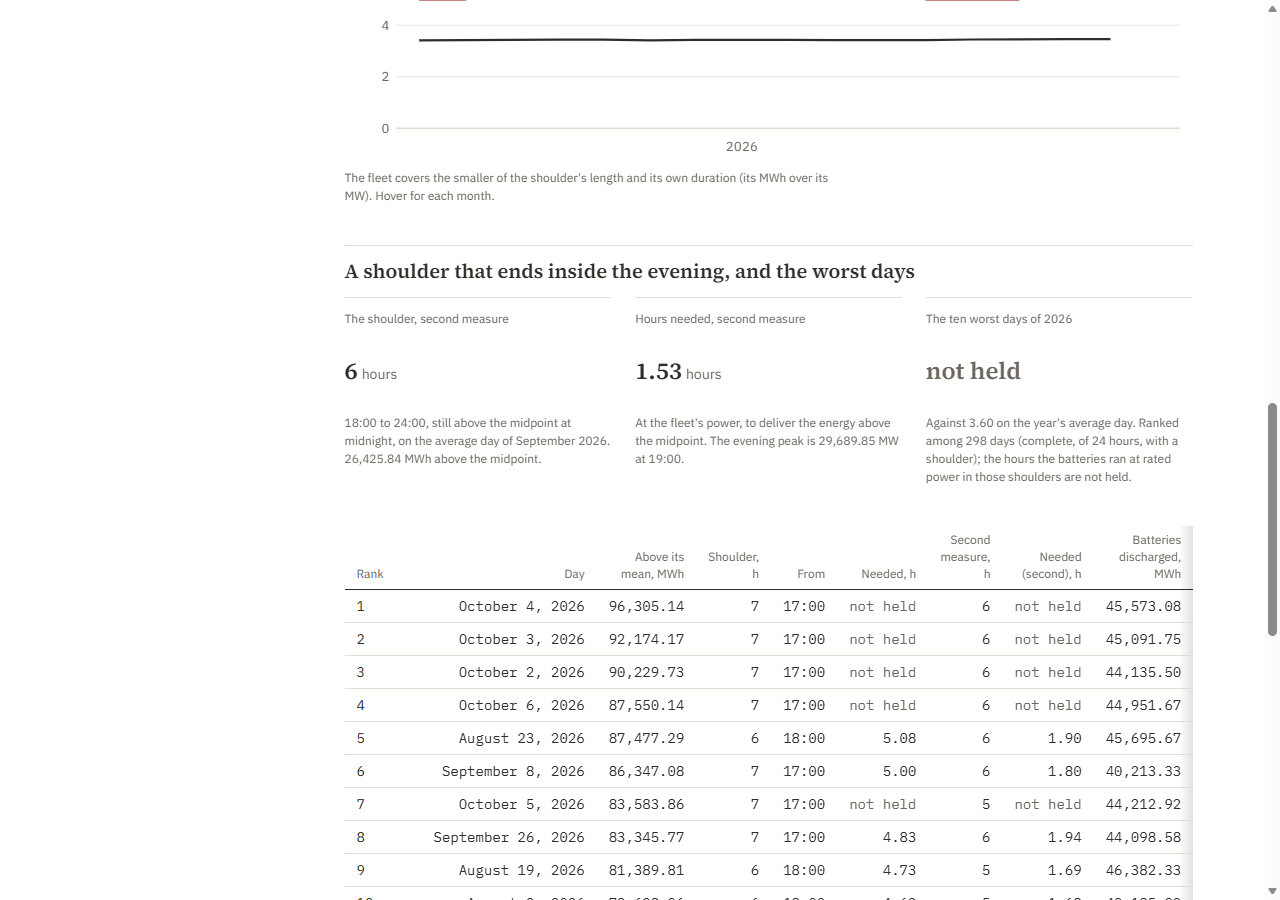 4
2
0
2026
The fleet covers the smaller of the shoulder's length and its own duration (its MWh over its
MW). Hover for each month.
A shoulder that ends inside the evening, and the worst days
The shoulder, second measure
6 hours
18:00 to 24:00, still above the midpoint at
midnight, on the average day of September 2026.
26,425.84 MWh above the midpoint.
Hours needed, second measure
1.53 hours
At the fleet's power, to deliver the energy above
the midpoint. The evening peak is 29,689.85 MW
at 19:00.
The ten worst days of 2026
not held
Against 3.60 on the year's average day. Ranked
among 298 days (complete, of 24 hours, with a
shoulder); the hours the batteries ran at rated
power in those shoulders are not held.
Rank Day Above its mean, MWh Shoulder, h From Needed, h Second measure, h Needed (second), h Batteries discharged, MWh
1 October 4, 2026 96,305.14 7 17:00 not held 6 not held 45,573.08
2 October 3, 2026 92,174.17 7 17:00 not held 6 not held 45,091.75
3 October 2, 2026 90,229.73 7 17:00 not held 6 not held 44,135.50
4 October 6, 2026 87,550.14 7 17:00 not held 6 not held 44,951.67
5 August 23, 2026 87,477.29 6 18:00 5.08 6 1.90 45,695.67
6 September 8, 2026 86,347.08 7 17:00 5.00 6 1.80 40,213.33
7 October 5, 2026 83,583.86 7 17:00 not held 5 not held 44,212.92
8 September 26, 2026 83,345.77 7 17:00 4.83 6 1.94 44,098.58
9 August 19, 2026 81,389.81 6 18:00 4.73 5 1.69 46,382.33